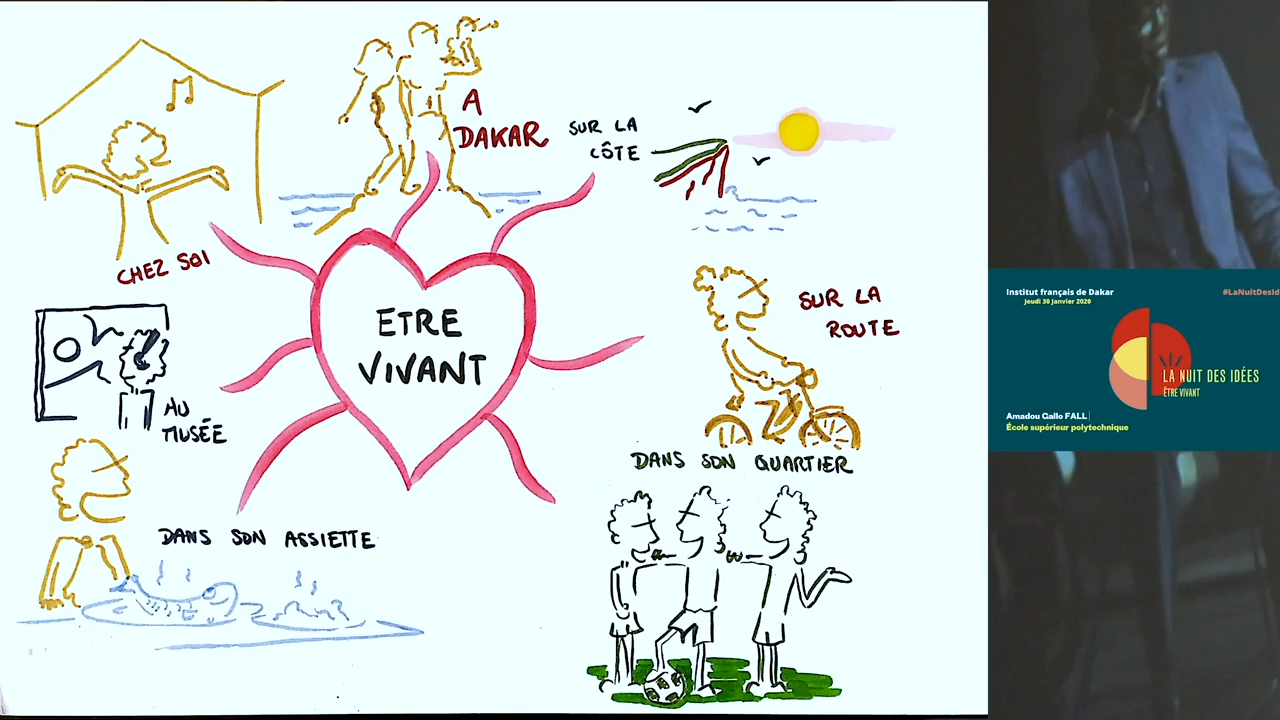 A
DAKAR
SUR LA
CÔTE
CHEZ SOI
ETRE
VIVANT
SUR LA
ROUTE
AU
MUSÉE
DANS SON QUARTIER
DANS SON ASSIETTE
Institut français de Dakar
Jeudi 30 Janvier 2020
#LaNuitDesId
LA NUIT DES IDÉES
ÊTRE VIVANT
Amadou Gallo FALL
École supérieur polytechnique